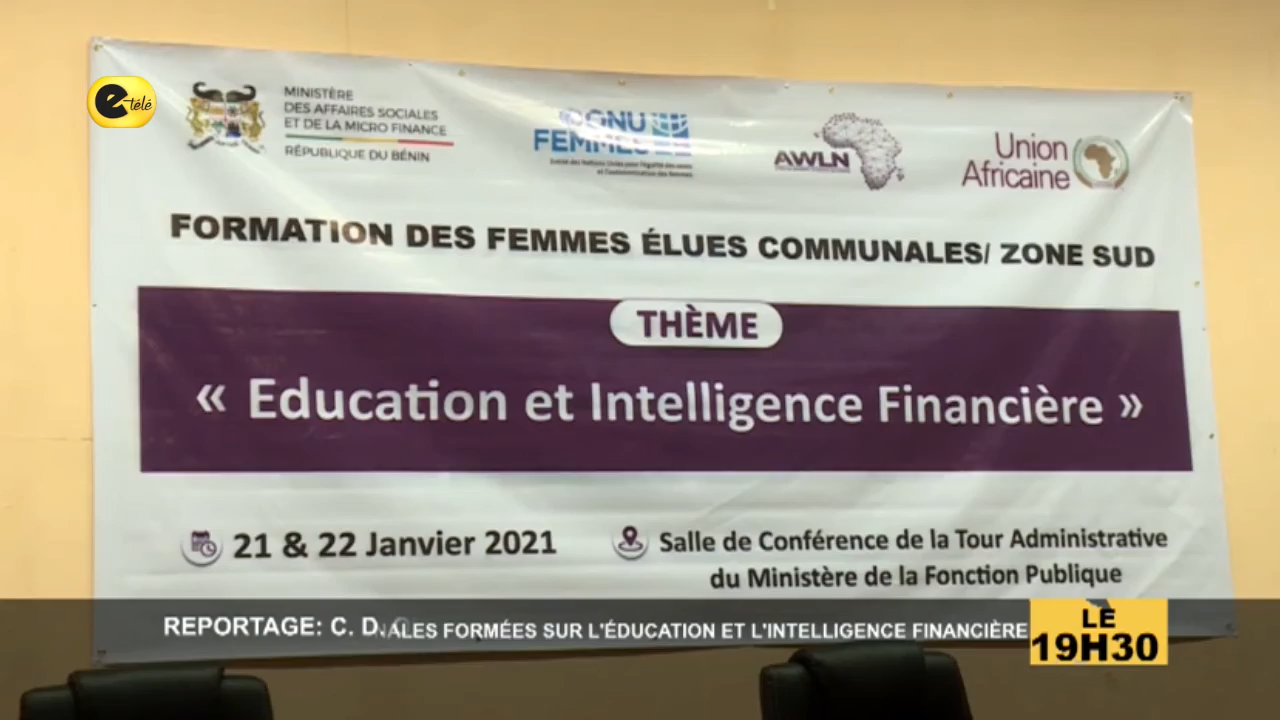 e-télé
MINISTÈRE
DES AFFAIRES SOCIALES
ET DE LA MICRO FINANCE
RÉPUBLIQUE DU BÉNIN
ONU
FEMMES
AWLN
Union
Africaine
FORMATION DES FEMMES ÉLUES COMMUNALES/ ZONE SUD
THÈME
« Education et Intelligence Financière »
21 & 22 Janvier 2021
Salle de Conférence de la Tour Administrative
du Ministère de la Fonction Publique
REPORTAGE: C. D.
NALES FORMÉES SUR L'ÉDUCATION ET L'INTELLIGENCE FINANCIÈRE
LE
19H30